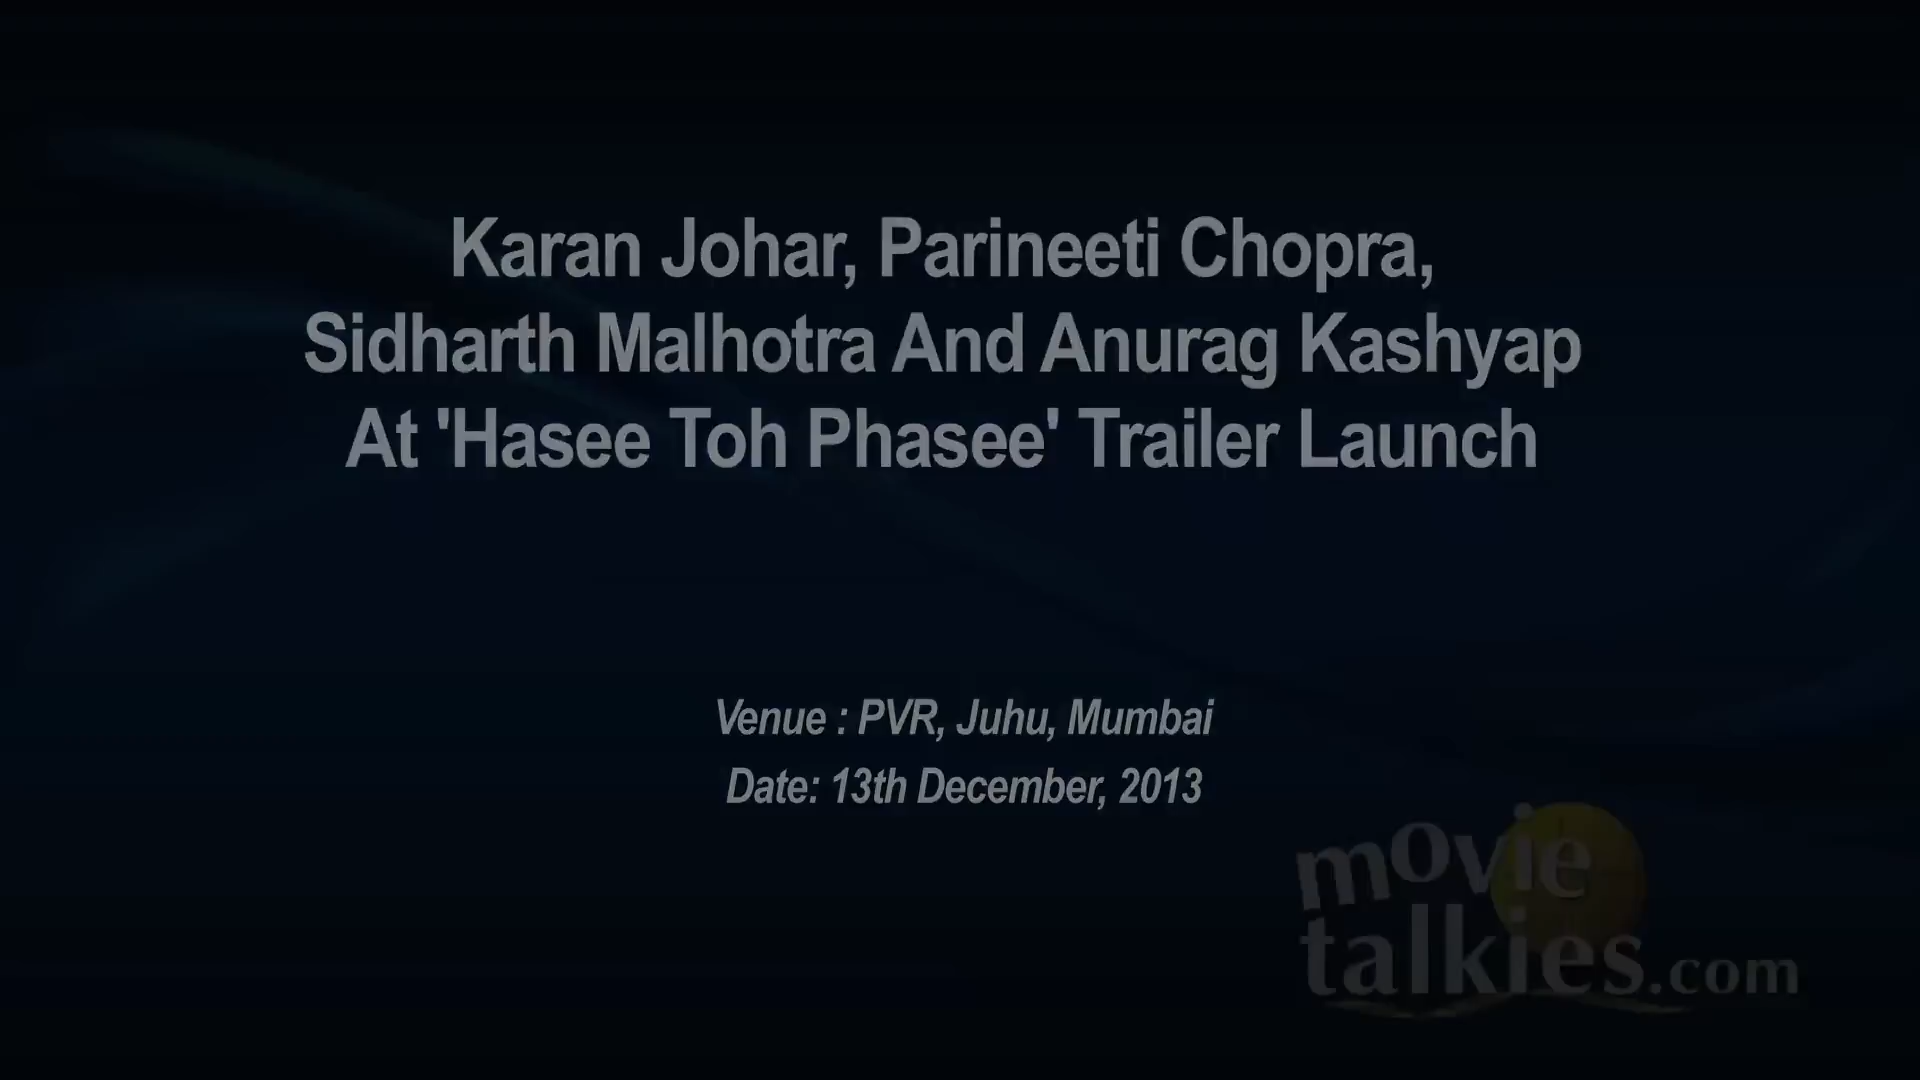 Karan Johar, Parineeti Chopra,
Sidharth Malhotra And Anurag Kashyap
At 'Hasee Toh Phasee' Trailer Launch
Venue : PVR, Juhu, Mumbai
Date: 13th December, 2013
movie
talkies.com